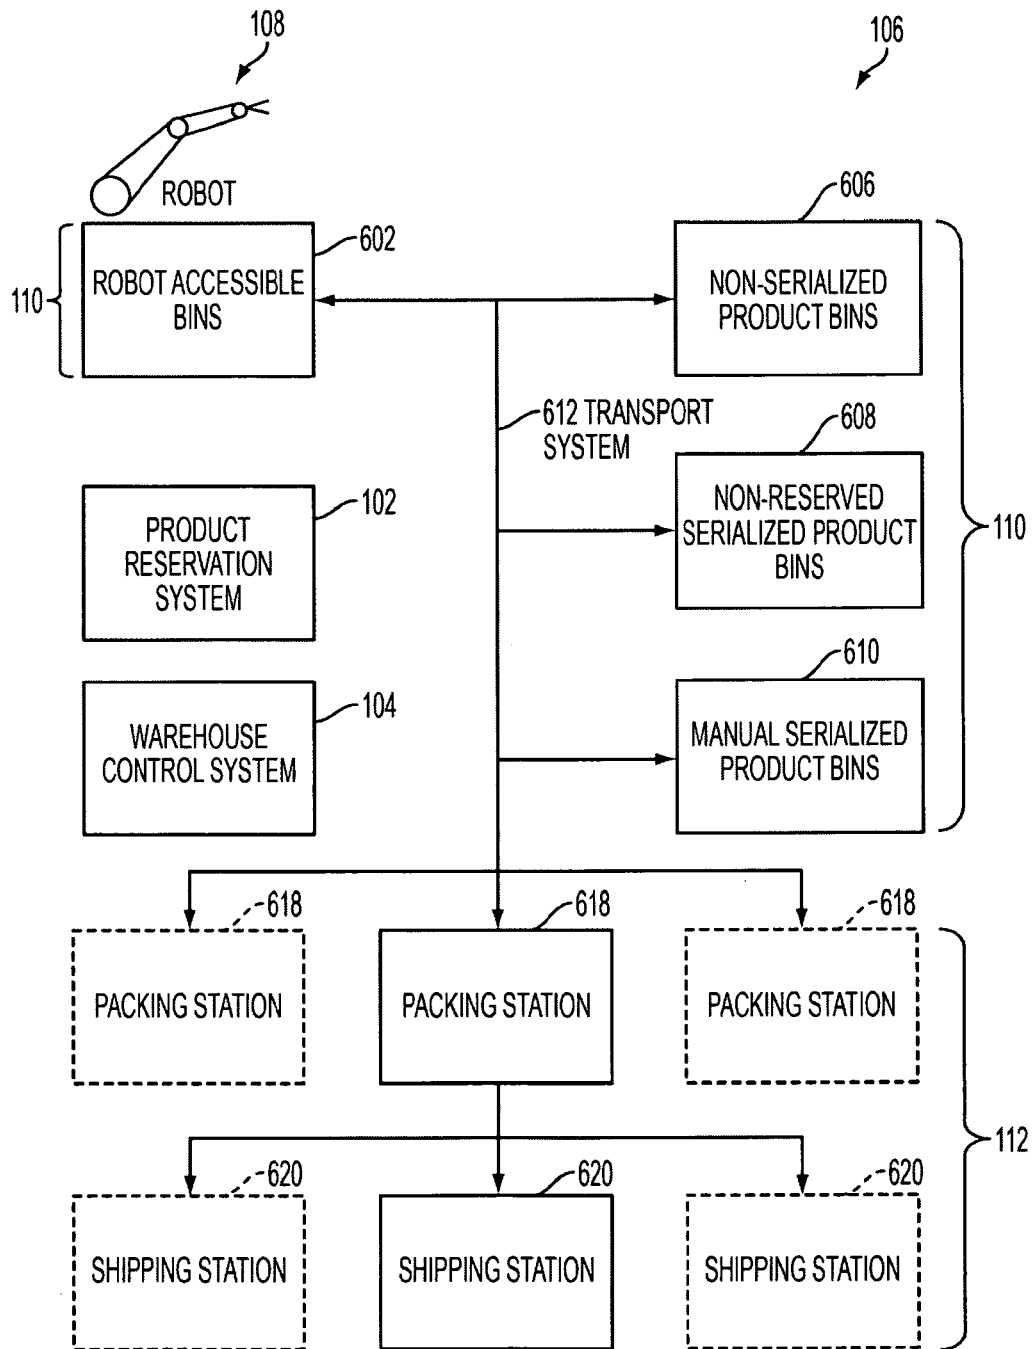 108
106
ROBOT
606
602
110
ROBOT ACCESSIBLE
BINS
NON-SERIALIZED
PRODUCT BINS
612 TRANSPORT
SYSTEM
608
102
PRODUCT
RESERVATION
SYSTEM
NON-RESERVED
SERIALIZED PRODUCT
BINS
110
610
104
WAREHOUSE
CONTROL SYSTEM
MANUAL SERIALIZED
PRODUCT BINS
618
618
618
PACKING STATION
PACKING STATION
PACKING STATION
112
620
620
620
SHIPPING STATION
SHIPPING STATION
SHIPPING STATION